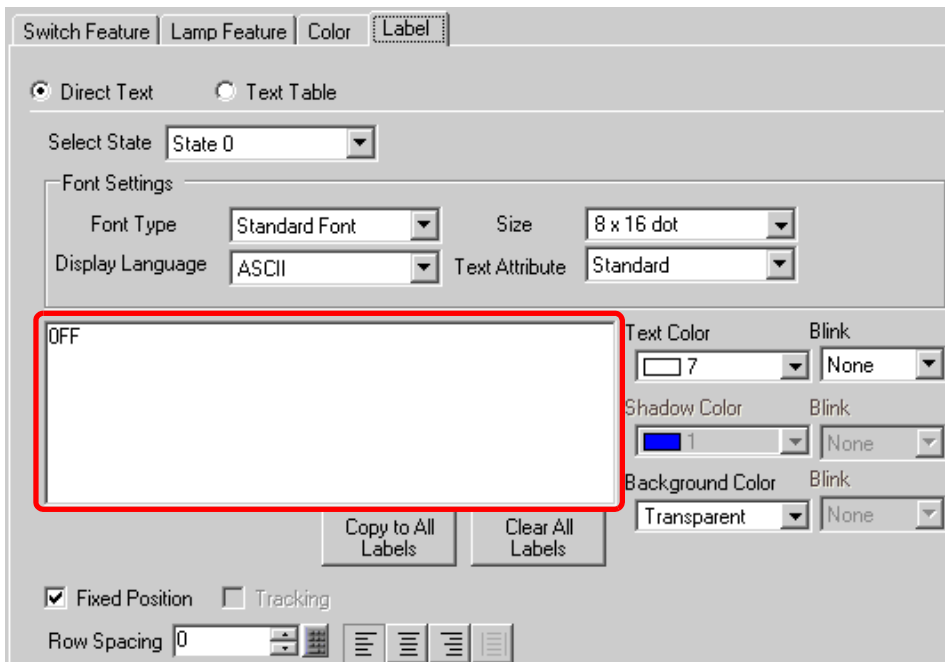 Switch Feature Lamp Feature Color Label
Direct Text Text Table
Select State State 0
Font Settings
Font Type Standard Font Size 8 x 16 dot
Display Language ASCII Text Attribute Standard
OFF
Text Color Blink
7 None
Shadow Color Blink
1 None
Background Color Blink
Transparent None
Copy to All Labels
Clear All Labels
Fixed Position Tracking
Row Spacing 0